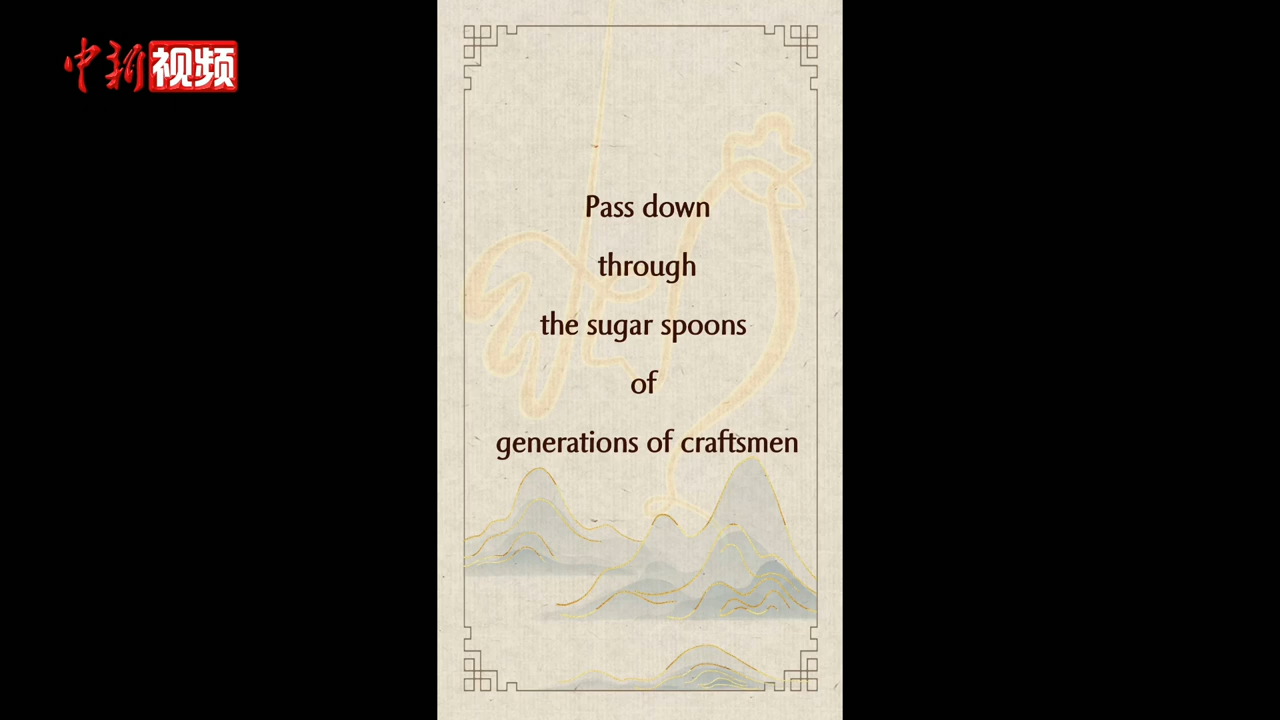 中新视频
Pass down
through
the sugar spoons
of
generations of craftsmen